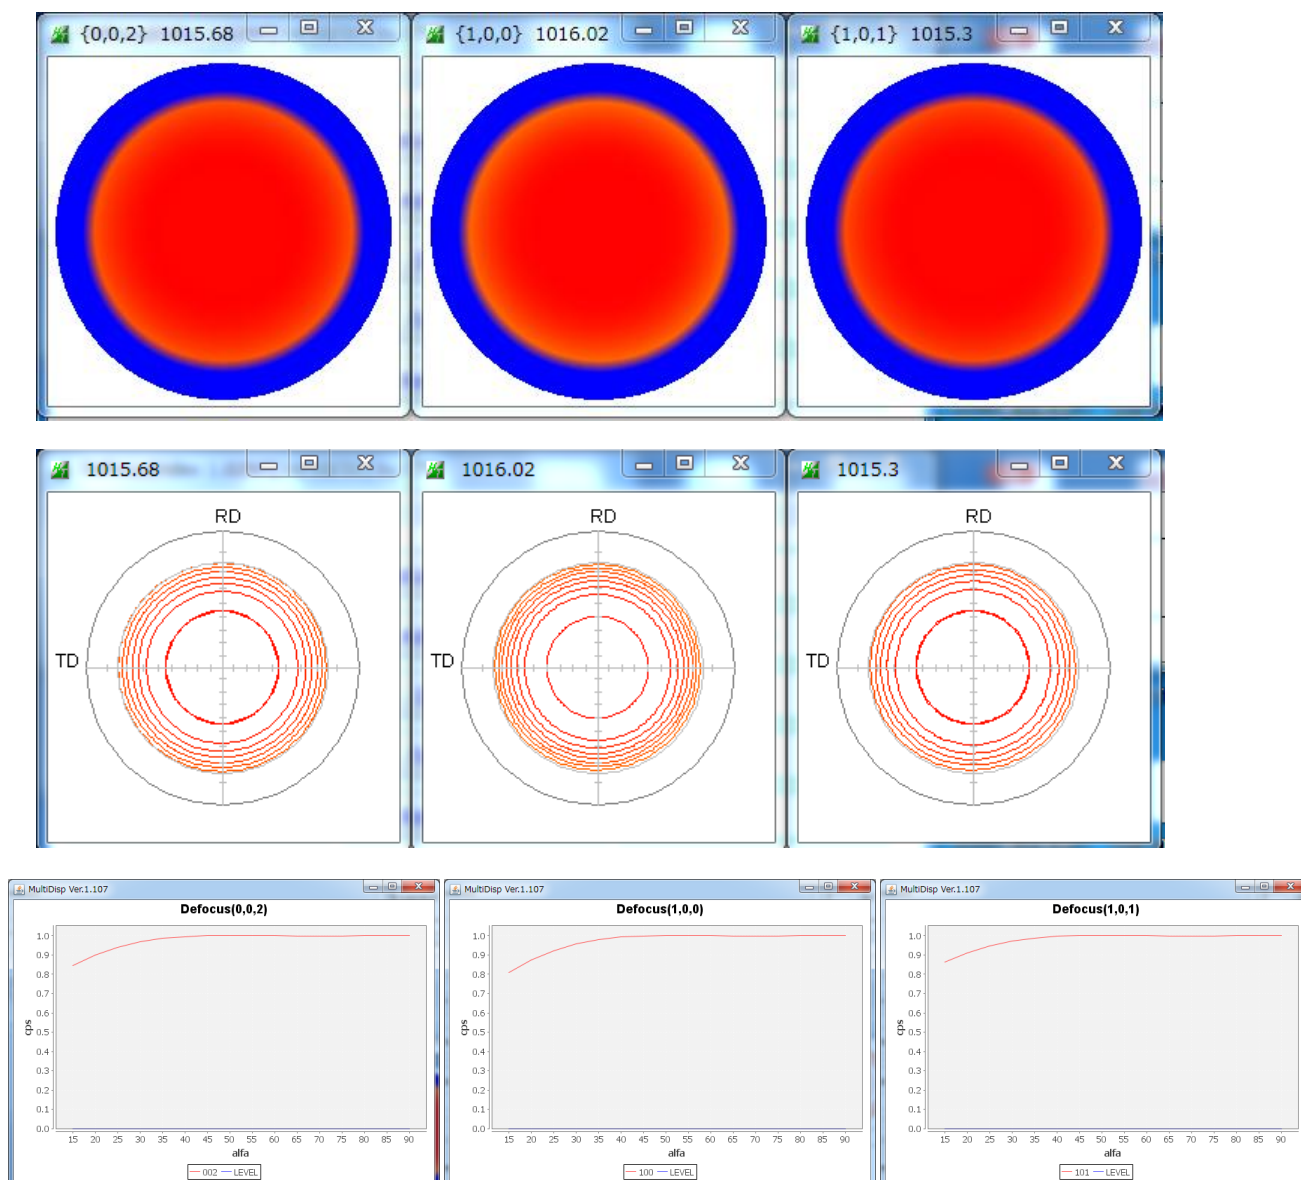 {0,0,2} 1015.68
{1,0,0} 1016.02
{1,0,1} 1015.3
1015.68
1016.02
1015.3
RD
TD
RD
TD
RD
TD
MultiDisp Ver.1.107
Defocus(0,0,2)
1.0
0.9
0.8
0.7
0.6
0.5
0.4
0.3
0.2
0.1
0.0
cps
15 20 25 30 35 40 45 50 55 60 65 70 75 80 85 90
alfa
002 LEVEL
MultiDisp Ver.1.107
Defocus(1,0,0)
1.0
0.9
0.8
0.7
0.6
0.5
0.4
0.3
0.2
0.1
0.0
cps
15 20 25 30 35 40 45 50 55 60 65 70 75 80 85 90
alfa
100 LEVEL
MultiDisp Ver.1.107
Defocus(1,0,1)
1.0
0.9
0.8
0.7
0.6
0.5
0.4
0.3
0.2
0.1
0.0
cps
15 20 25 30 35 40 45 50 55 60 65 70 75 80 85 90
alfa
101 LEVEL